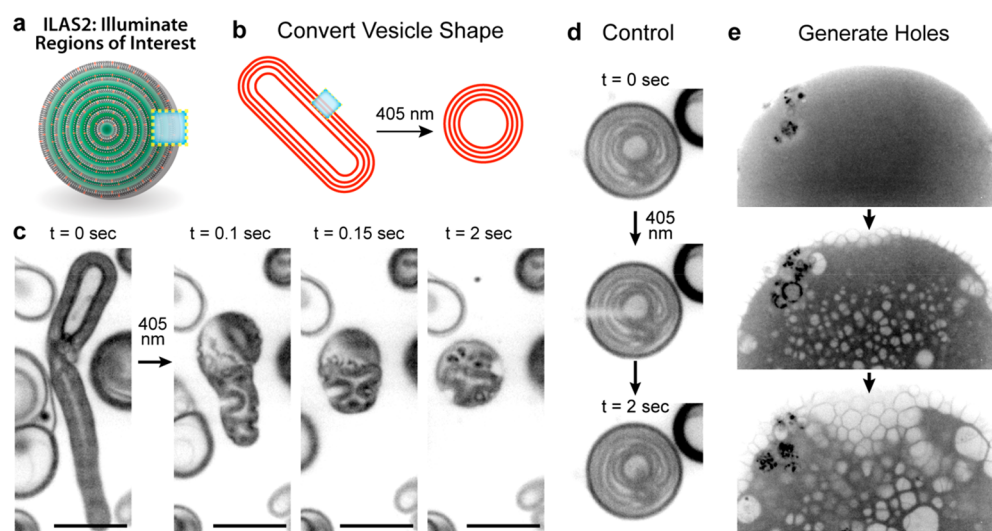 a ILAS2: Illuminate
Regions of Interest
b Convert Vesicle Shape
405 nm
c t = 0 sec
405
nm
t = 0.1 sec
t = 0.15 sec
t = 2 sec
d Control
t = 0 sec
405
nm
t = 2 sec
e Generate Holes